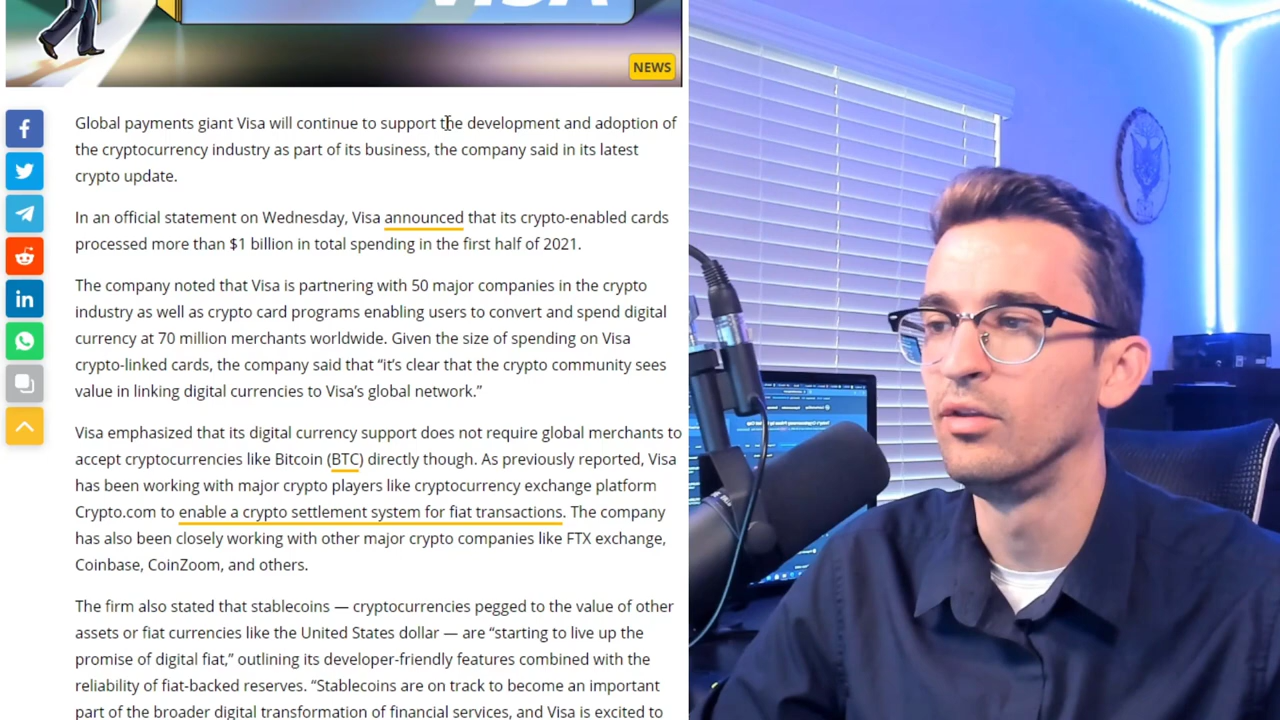 VISA
NEWS
Global payments giant Visa will continue to support the development and adoption of
the cryptocurrency industry as part of its business, the company said in its latest
crypto update.
In an official statement on Wednesday, Visa announced that its crypto-enabled cards
processed more than $1 billion in total spending in the first half of 2021.
The company noted that Visa is partnering with 50 major companies in the crypto
industry as well as crypto card programs enabling users to convert and spend digital
currency at 70 million merchants worldwide. Given the size of spending on Visa
crypto-linked cards, the company said that “it’s clear that the crypto community sees
value in linking digital currencies to Visa’s global network.”
Visa emphasized that its digital currency support does not require global merchants to
accept cryptocurrencies like Bitcoin (BTC) directly though. As previously reported, Visa
has been working with major crypto players like cryptocurrency exchange platform
Crypto.com to enable a crypto settlement system for fiat transactions. The company
has also been closely working with other major crypto companies like FTX exchange,
Coinbase, CoinZoom, and others.
The firm also stated that stablecoins — cryptocurrencies pegged to the value of other
assets or fiat currencies like the United States dollar — are “starting to live up the
promise of digital fiat,” outlining its developer-friendly features combined with the
reliability of fiat-backed reserves. “Stablecoins are on track to become an important
part of the broader digital transformation of financial services, and Visa is excited to